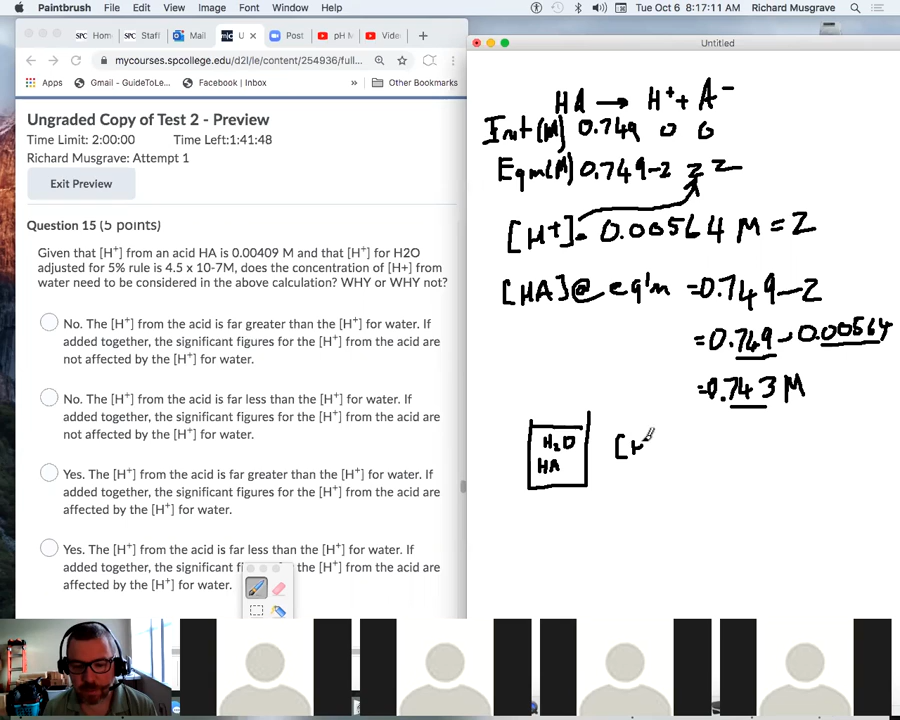 Paintbrush File Edit View Image Font Window Help Tue Oct 6 8:17:11 AM Richard Musgrave
SPC Hom SPC Staff Mail U Post pH M Vide
mycourses.spcollege.edu/d2l/le/content/254936/full...
Apps Gmail - GuideToLe... Facebook | Inbox » Other Bookmarks
Ungraded Copy of Test 2 - Preview
Time Limit: 2:00:00 Time Left:1:41:48
Richard Musgrave: Attempt 1
Exit Preview
Question 15 (5 points)
Given that [H+] from an acid HA is 0.00409 M and that [H+] for H2O
adjusted for 5% rule is 4.5 x 10-7M, does the concentration of [H+] from
water need to be considered in the above calculation? WHY or WHY not?
No. The [H+] from the acid is far greater than the [H+] for water. If
added together, the significant figures for the [H+] from the acid are
not affected by the [H+] for water.
No. The [H+] from the acid is far less than the [H+] for water. If
added together, the significant figures for the [H+] from the acid are
not affected by the [H+] for water.
Yes. The [H+] from the acid is far greater than the [H+] for water. If
added together, the significant figures for the [H+] from the acid are
affected by the [H+] for water.
Yes. The [H+] from the acid is far less than the [H+] for water. If
added together, the significant fi the [H+] from the acid are
affected by the [H+] for water.
Untitled
HA → H+ + A-
Init(M) 0.749 0 0
Eqm(M) 0.749-z z z
[H+]= 0.00564 M = z
[HA]@ eq'm =0.749-z
=0.749-0.00564
=0.743 M
H2O
HA
[H